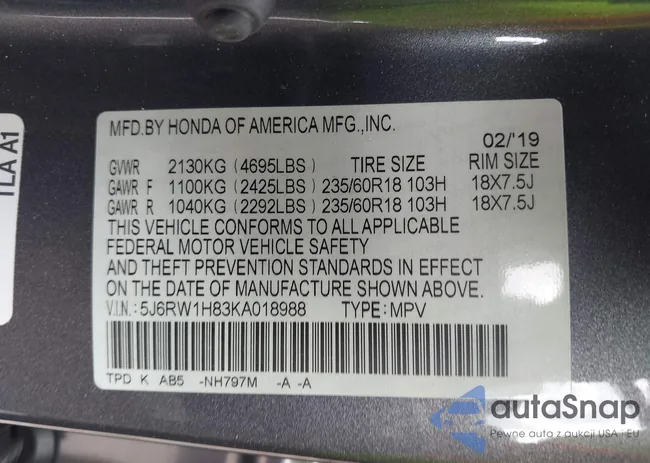 TLA A1
MFD.BY HONDA OF AMERICA MFG.,INC.
02/'19
GVWR 2130KG (4695LBS) TIRE SIZE RIM SIZE
GAWR F 1100KG (2425LBS) 235/60R18 103H 18X7.5J
GAWR R 1040KG (2292LBS) 235/60R18 103H 18X7.5J
THIS VEHICLE CONFORMS TO ALL APPLICABLE
FEDERAL MOTOR VEHICLE SAFETY
AND THEFT PREVENTION STANDARDS IN EFFECT
ON THE DATE OF MANUFACTURE SHOWN ABOVE.
V.I.N.: 5J6RW1H83KA018988 TYPE: MPV
TPD K AB5 -NH797M -A -A
autoSnap
Pewne auta z aukcji USA i EU